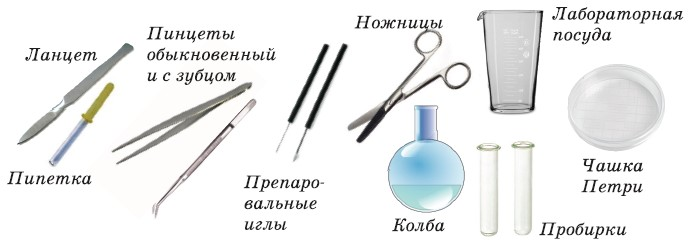 Ланцет
Пинцеты
обыкновенный
и с зубцом
Ножницы
Лабораторная
посуда
Пипетка
Препаро-
вальные
иглы
Колба
Чашка
Петри
Пробирки